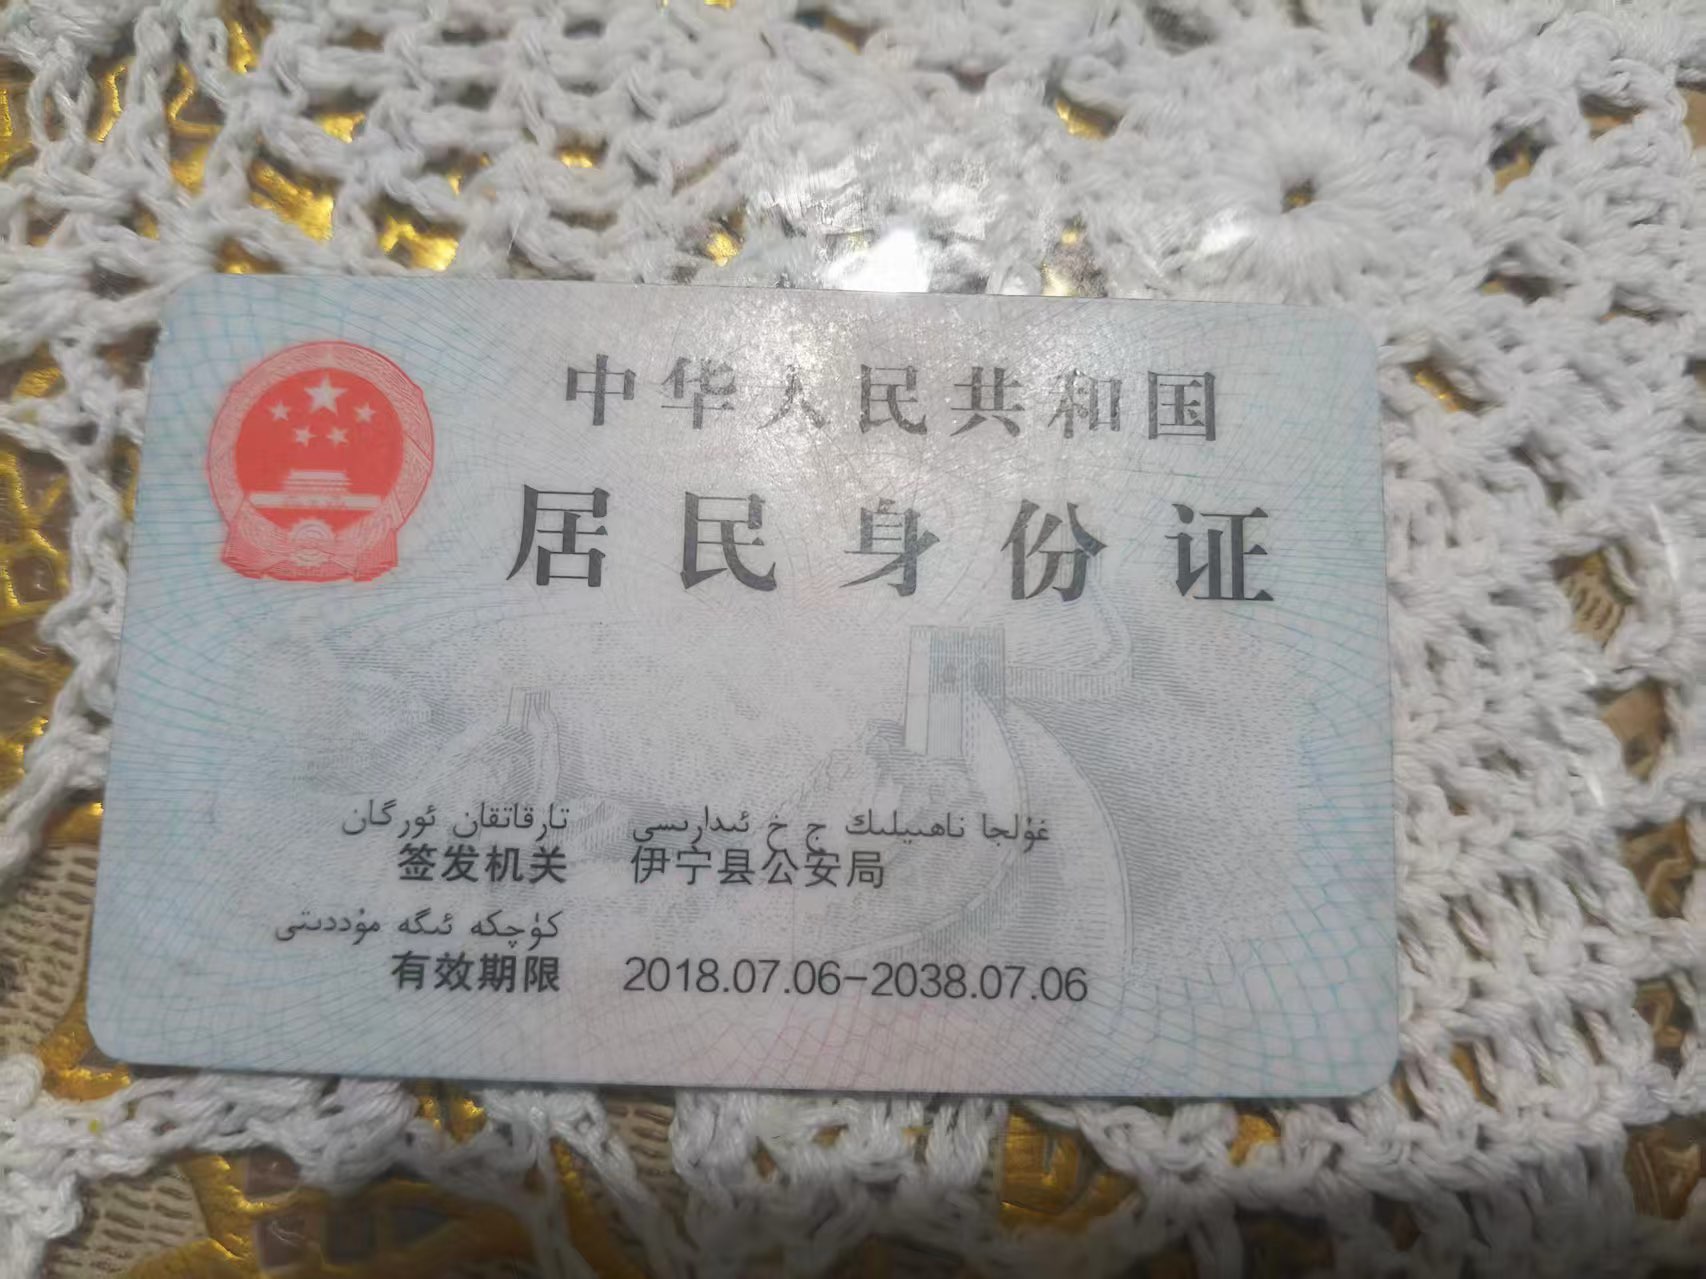 中华人民共和国
居民身份证
تارقاتقان ئورگان غۇلجا ناھىيىلىك ج خ ئىدارىسى
签发机关 伊宁县公安局
كۈچكە ئىگە مۇددىتى
有效期限 2018.07.06-2038.07.06